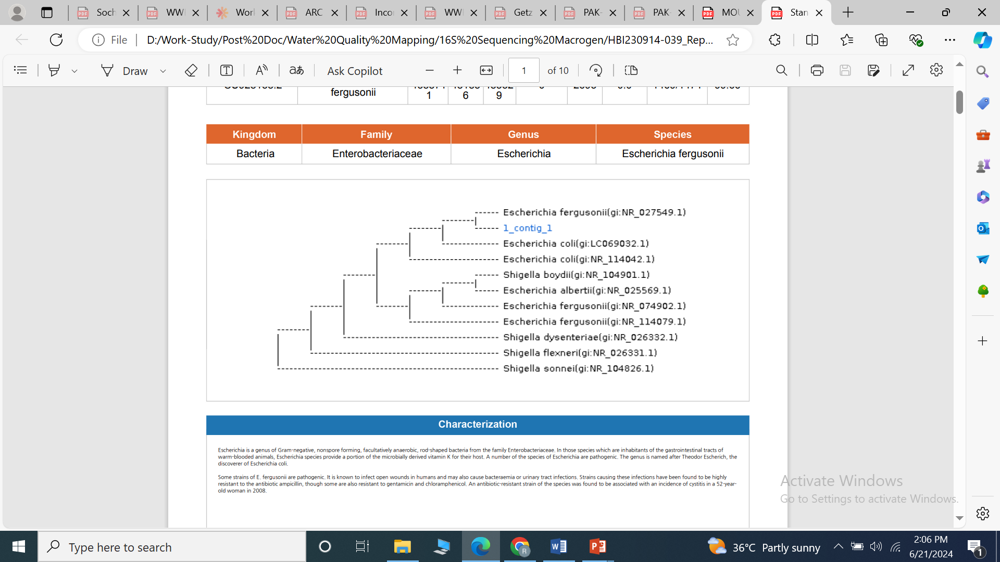 Soch
WW
Worl
ARC
Inco
WW
Getz
PAK-
PAK-
MOU
Stan
File
D:/Work-Study/Post%20Doc/Water%20Quality%20Mapping/16S%20Sequencing%20Macrogen/HBI230914-039_Rep...
Draw
Ask Copilot
1
of 10
fergusonii 1 6 9
Kingdom Family Genus Species
Bacteria Enterobacteriaceae Escherichia Escherichia fergusonii
Escherichia fergusonii(gi:NR_027549.1)
1_contig_1
Escherichia coli(gi:LC069032.1)
Escherichia coli(gi:NR_114042.1)
Shigella boydii(gi:NR_104901.1)
Escherichia albertii(gi:NR_025569.1)
Escherichia fergusonii(gi:NR_074902.1)
Escherichia fergusonii(gi:NR_114079.1)
Shigella dysenteriae(gi:NR_026332.1)
Shigella flexneri(gi:NR_026331.1)
Shigella sonnei(gi:NR_104826.1)
Characterization
Escherichia is a genus of Gram-negative, nonspore forming, facultatively anaerobic, rod-shaped bacteria from the family Enterobacteriaceae. In those species which are inhabitants of the gastrointestinal tracts of
warm-blooded animals, Escherichia species provide a portion of the microbially derived vitamin K for their host. A number of the species of Escherichia are pathogenic. The genus is named after Theodor Escherich, the
discoverer of Escherichia coli.
Some strains of E. fergusonii are pathogenic. It is known to infect open wounds in humans and may also cause bacteraemia or urinary tract infections. Strains causing these infections have been found to be highly
resistant to the antibiotic ampicillin, though some are also resistant to gentamicin and chloramphenicol. An antibiotic-resistant strain of the species was found to be associated with an incidence of cystitis in a 52-year-
old woman in 2008.
Activate Windows
Go to Settings to activate Windows.
Type here to search
36°C Partly sunny
2:06 PM
6/21/2024
1